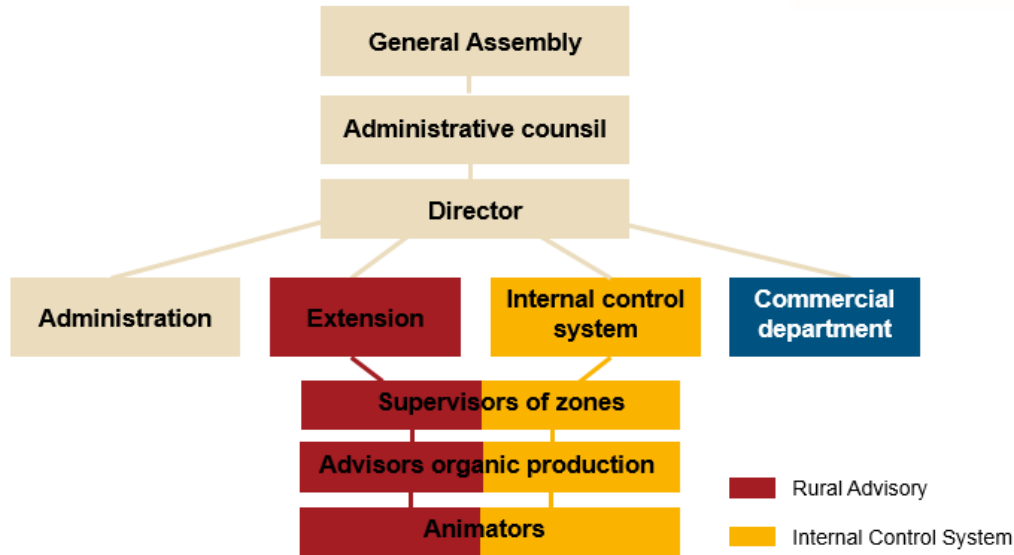 General Assembly
Administrative counsil
Director
Administration
Extension
Internal control
system
Commercial
department
Supervisors of zones
Advisors organic production
Animators
Rural Advisory
Internal Control System